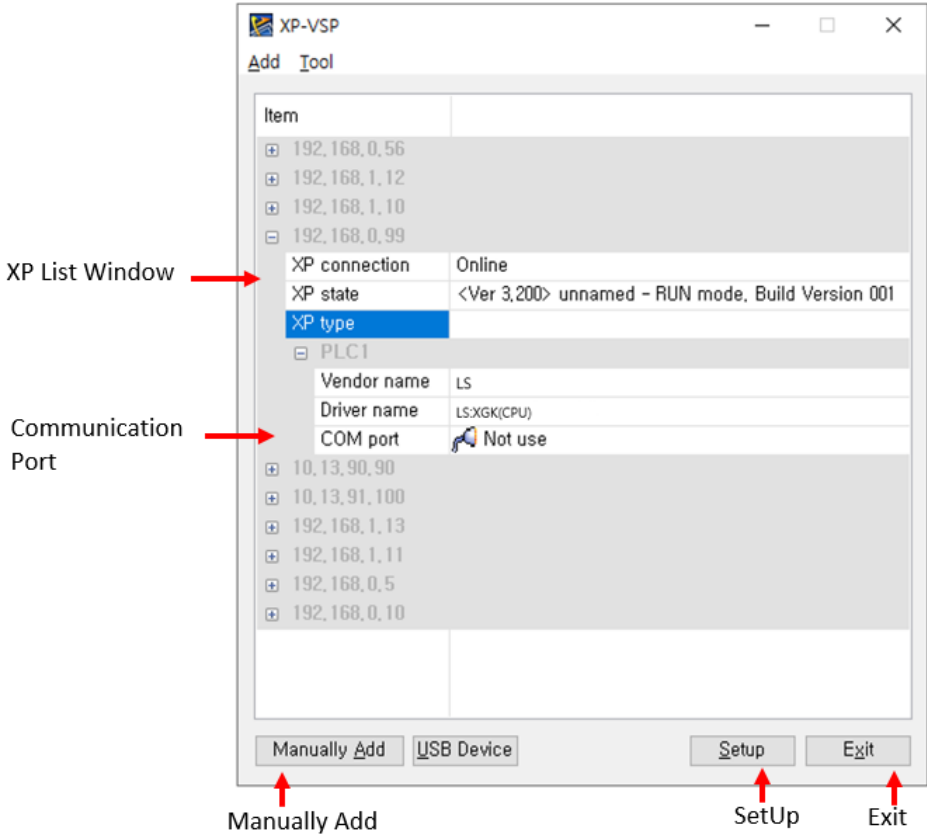 XP-VSP
Add Tool
Item
192,168,0,56
192,168,1,12
192,168,1,10
192,168,0,99
XP List Window
XP connection Online
XP state <Ver 3,200> unnamed - RUN mode, Build Version 001
XP type
PLC1
Vendor name LS
Driver name LS:XGK(CPU)
Communication Port
COM port Not use
10,13,90,90
10,13,91,100
192,168,1,13
192,168,1,11
192,168,0,5
192,168,0,10
Manually Add USB Device Setup Exit
Manually Add SetUp Exit